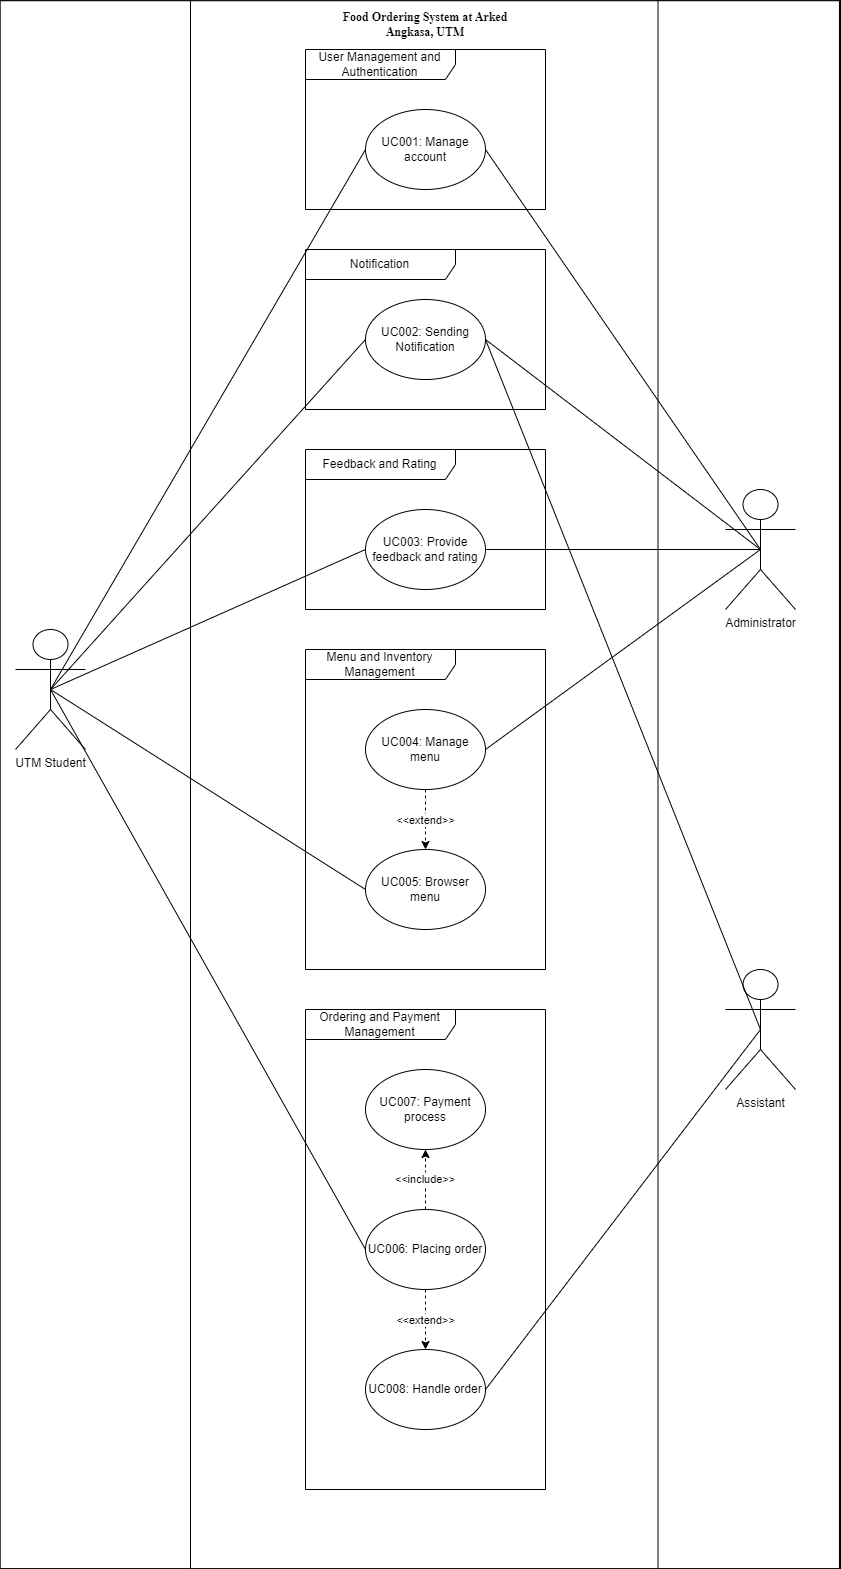 Food Ordering System at Arked
Angkasa, UTM
User Management and
Authentication
UC001: Manage
account
Notification
UC002: Sending
Notification
Feedback and Rating
UC003: Provide
feedback and rating
Administrator
UTM Student
Menu and Inventory
Management
UC004: Manage
menu
<<extend>>
UC005: Browser
menu
Ordering and Payment
Management
Assistant
UC007: Payment
process
<<include>>
UC006: Placing order
<<extend>>
UC008: Handle order